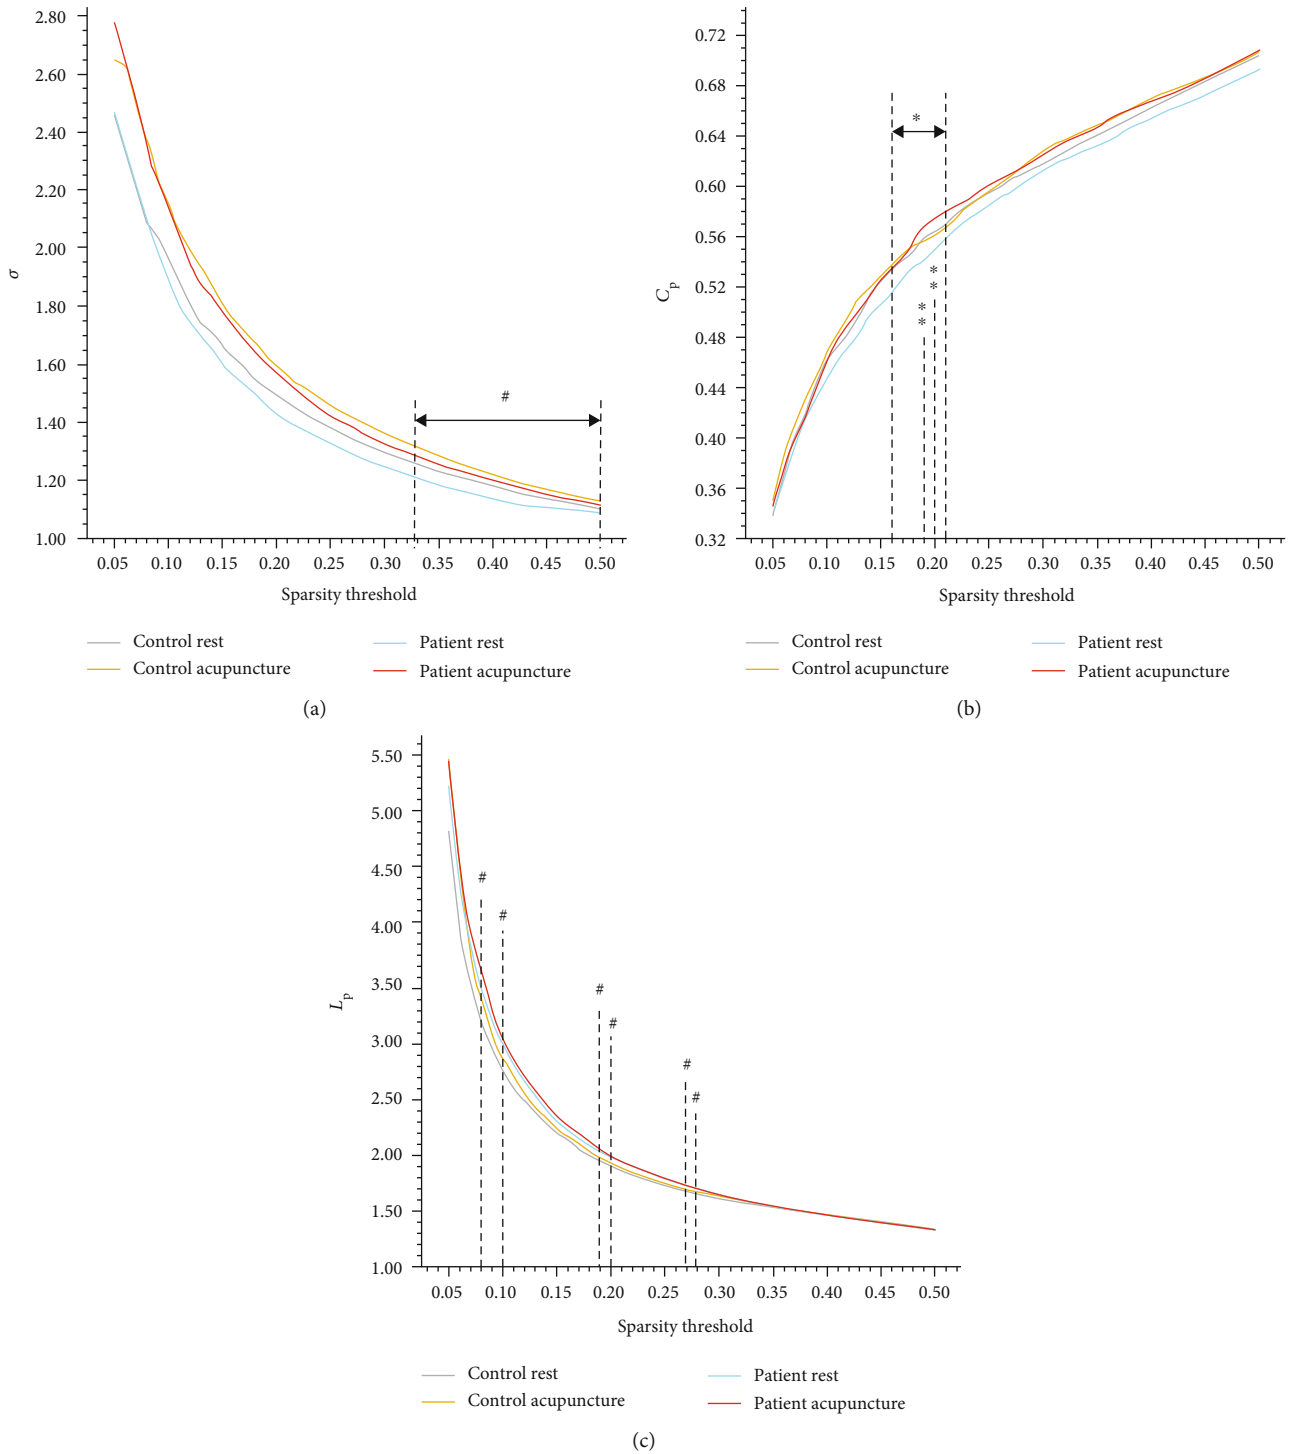 2.80
2.60
2.40
2.20
2.00
1.80
1.60
1.40
1.20
1.00
σ
#
0.05 0.10 0.15 0.20 0.25 0.30 0.35 0.40 0.45 0.50
Sparsity threshold
Control rest
Control acupuncture
Patient rest
Patient acupuncture
(a)
0.72
0.68
0.64
0.60
0.56
0.52
0.48
0.44
0.40
0.36
0.32
Cp
*
**
**
0.05 0.10 0.15 0.20 0.25 0.30 0.35 0.40 0.45 0.50
Sparsity threshold
Control rest
Control acupuncture
Patient rest
Patient acupuncture
(b)
5.50
5.00
4.50
4.00
3.50
3.00
2.50
2.00
1.50
1.00
Lp
#
#
#
#
#
#
0.05 0.10 0.15 0.20 0.25 0.30 0.35 0.40 0.45 0.50
Sparsity threshold
Control rest
Control acupuncture
Patient rest
Patient acupuncture
(c)